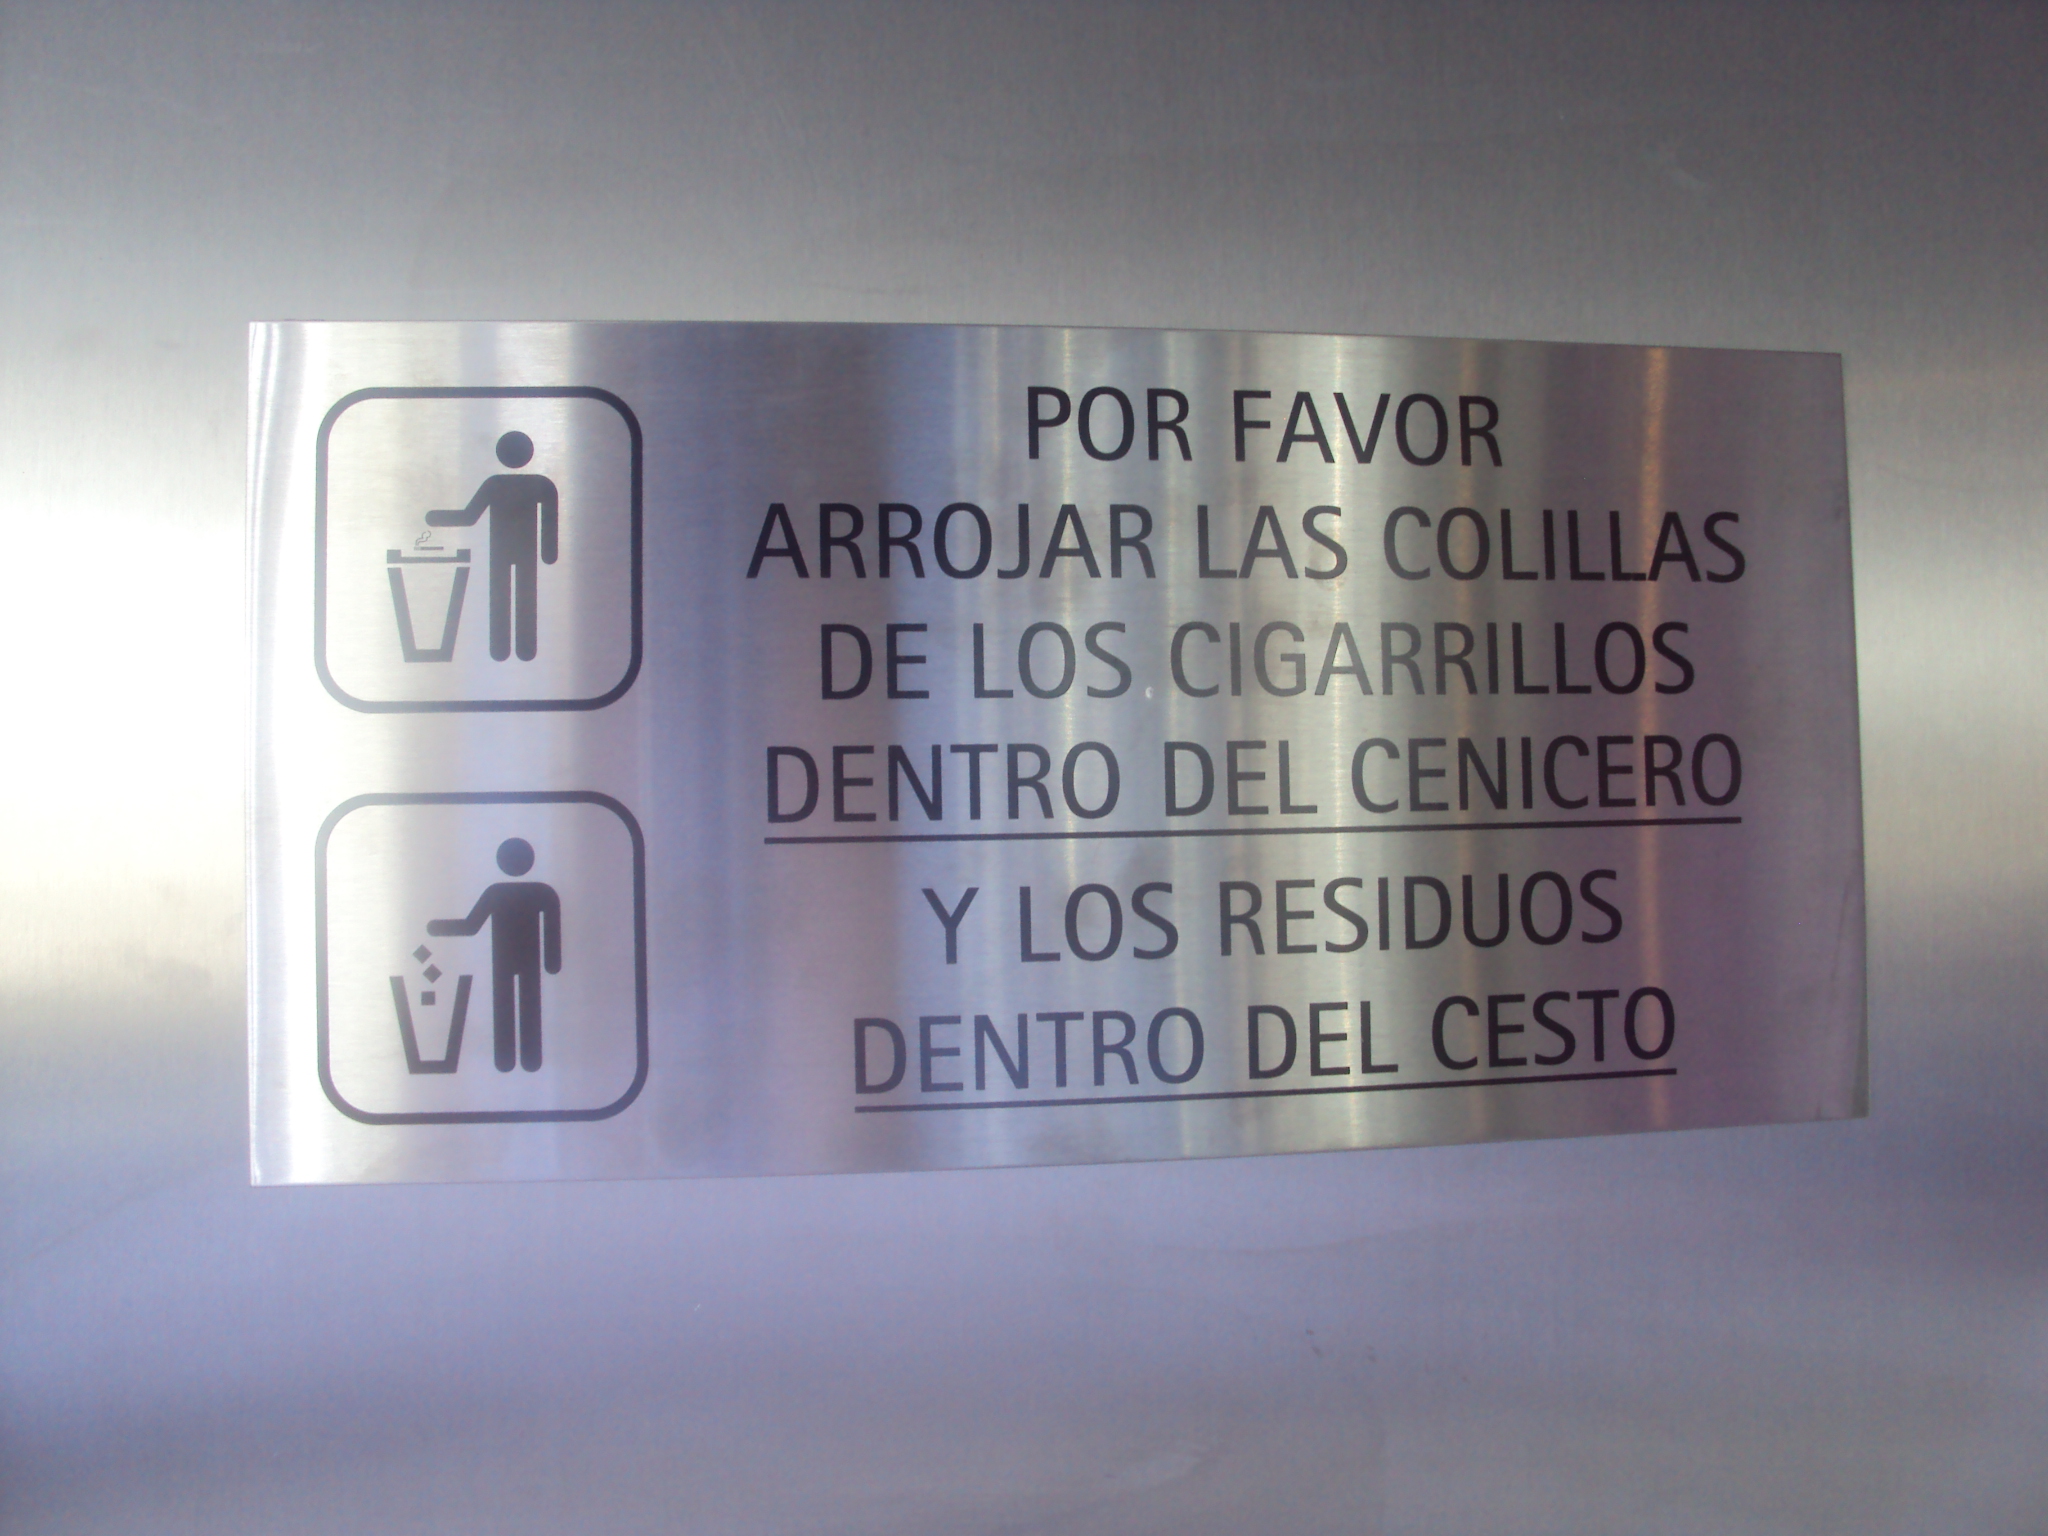 POR FAVOR
ARROJAR LAS COLILLAS
DE LOS CIGARRILLOS
DENTRO DEL CENICERO
Y LOS RESIDUOS
DENTRO DEL CESTO